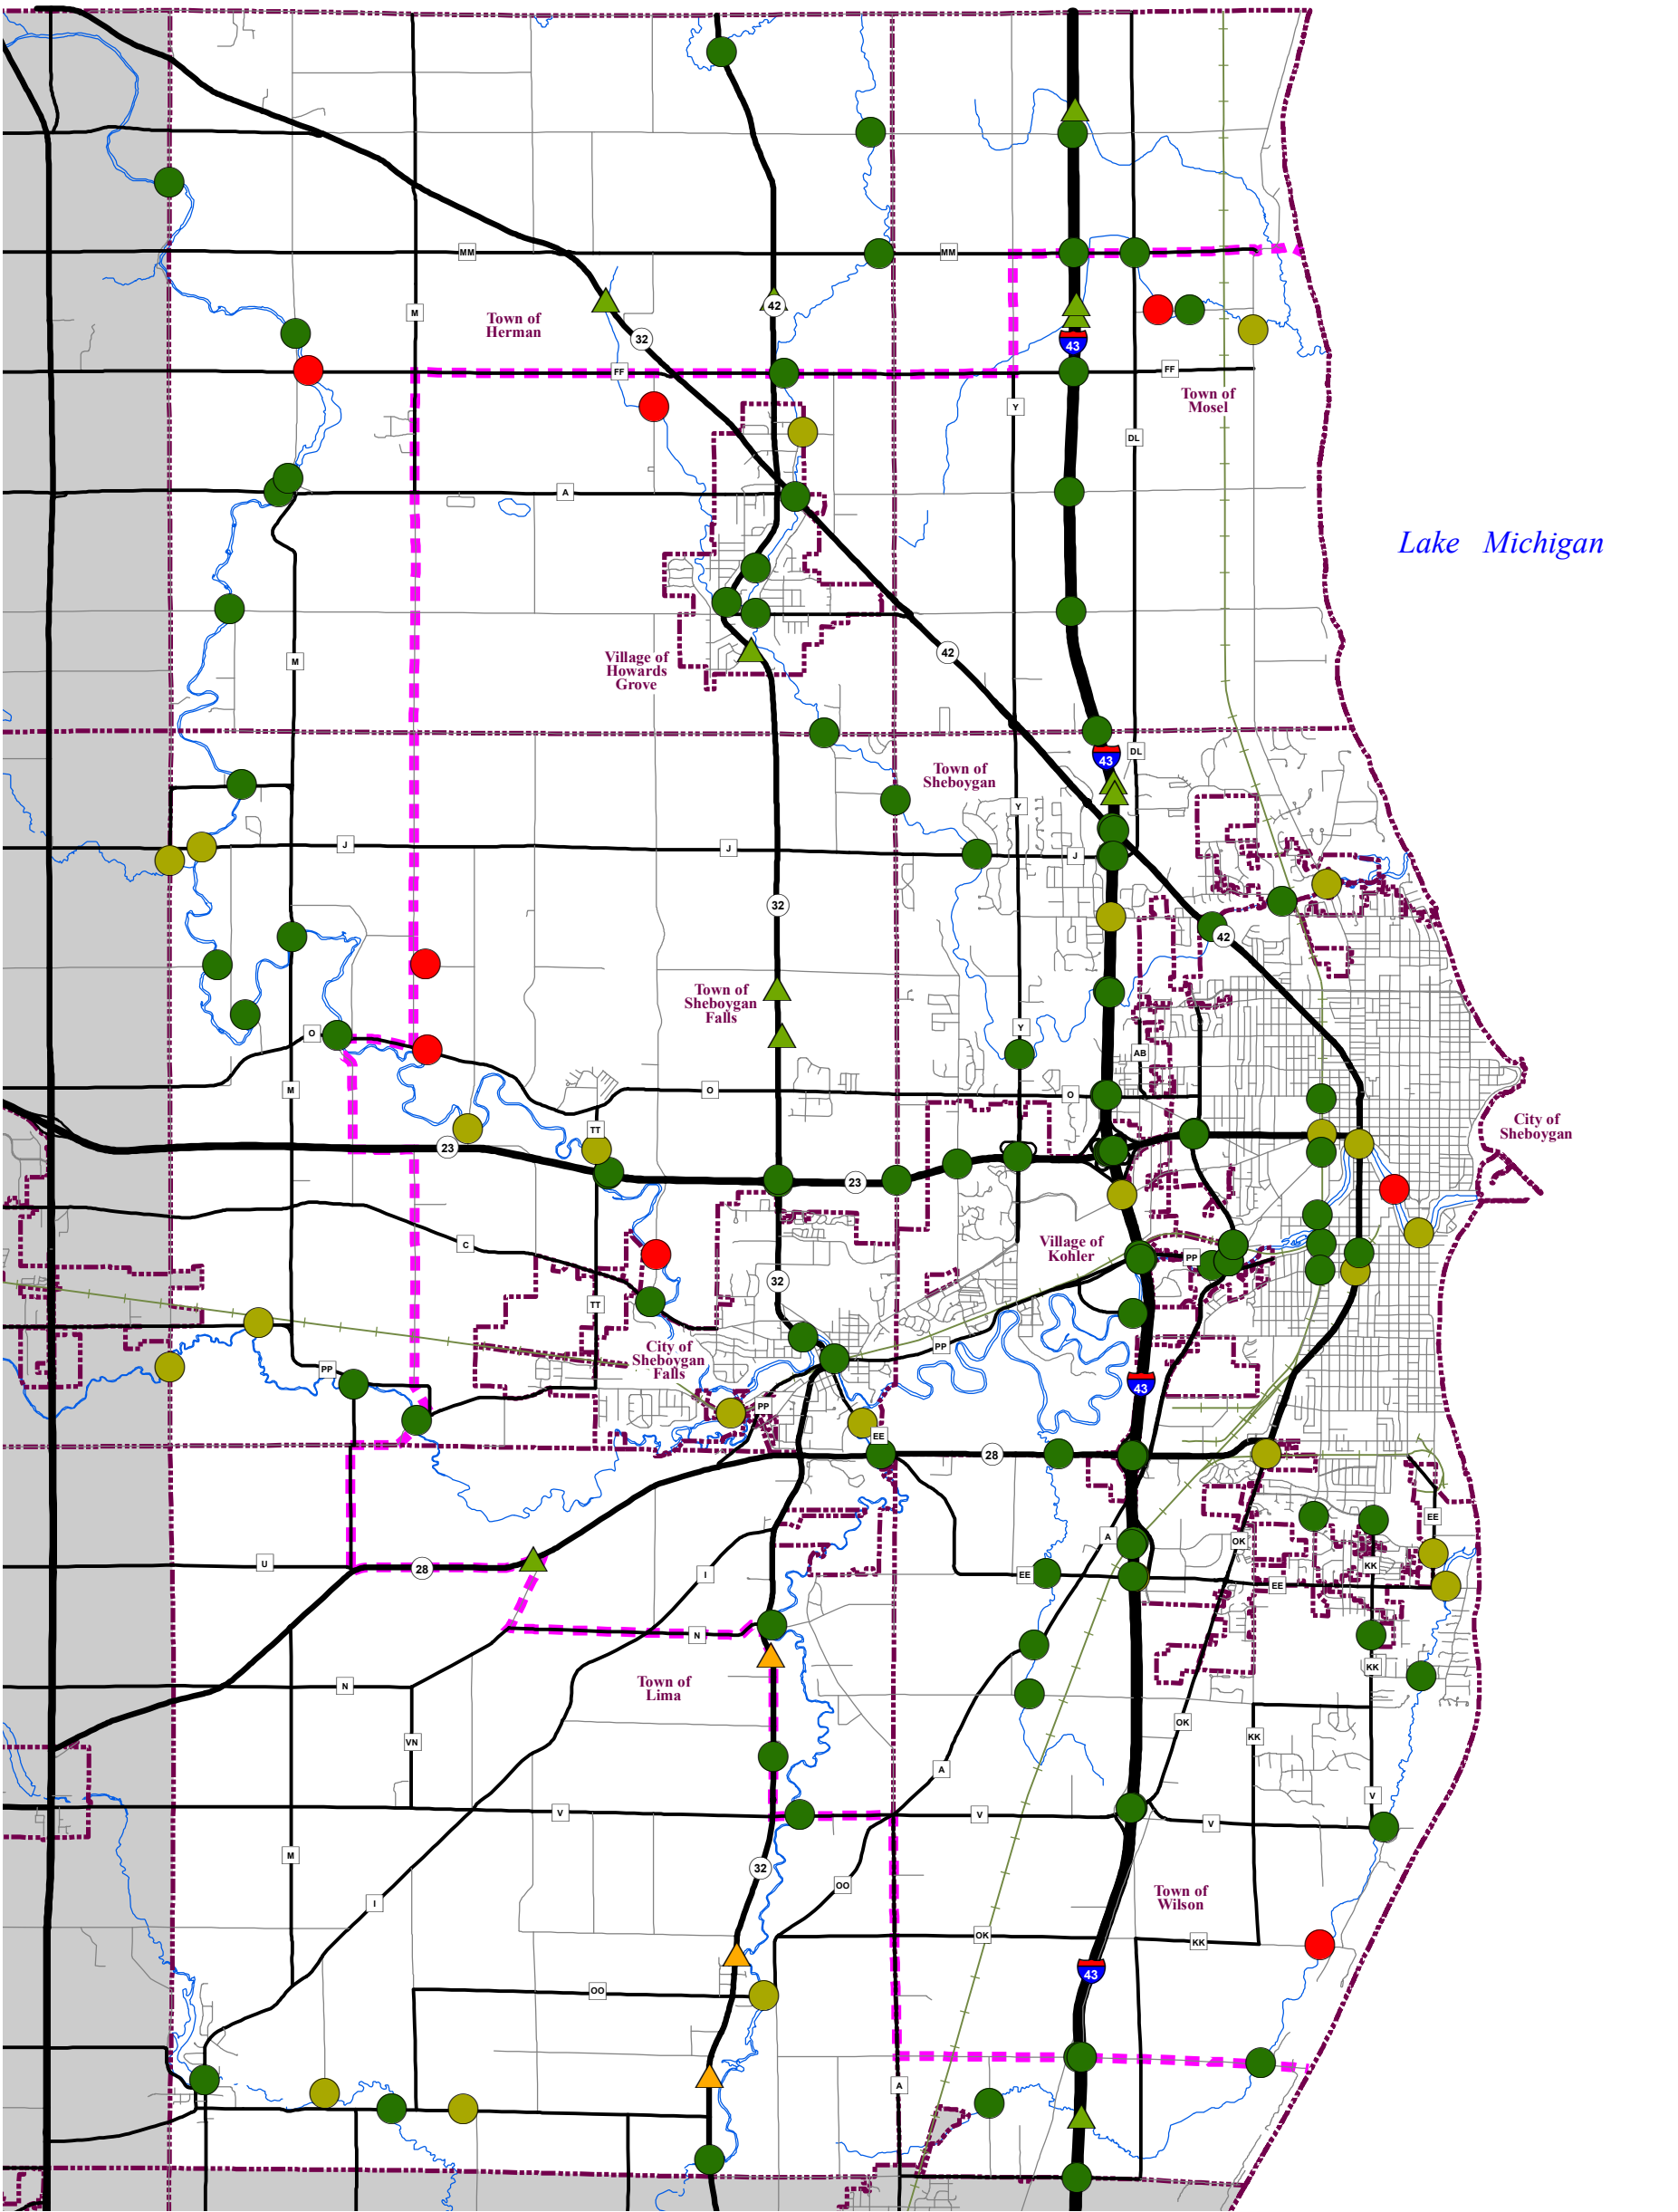 MM
MM
42
Town of
Herman
M
32
43
FF
FF
Town of
Mosel
Y
DL
A
Lake Michigan
M
42
Village of
Howards
Grove
43
DL
Town of
Sheboygan
Y
J
J
J
32
42
Town of
Sheboygan
Falls
Y
O
AB
M
O
O
TT
City of
Sheboygan
23
23
C
Village of
Kohler
PP
32
TT
PP
City of
Sheboygan
Falls
PP
43
PP
EE
28
EE
A
OK
U
28
I
EE
KK
EE
N
KK
Town of
Lima
N
VN
OK
KK
A
V
V
V
V
M
32
OO
I
Town of
Wilson
OK
KK
43
OO
A